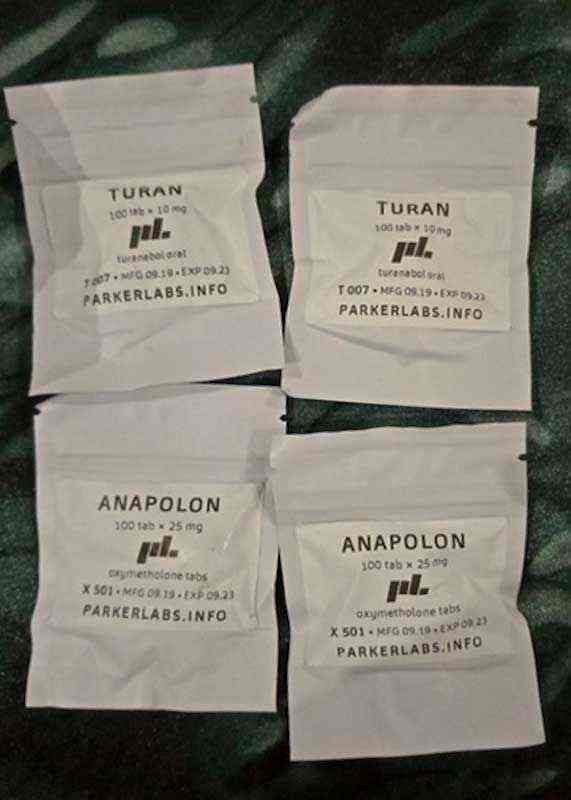 TURAN
100 tab × 10 mg
pl.
turanabol oral
T 007 • MFG 09.19 • EXP 09.23
PARKERLABS.INFO
TURAN
100 tab × 10 mg
pl.
turanabol oral
T 007 • MFG 09.19 • EXP 09.23
PARKERLABS.INFO
ANAPOLON
100 tab × 25 mg
pl.
oxymetholone tabs
X 501 • MFG 09.19 • EXP 09.23
PARKERLABS.INFO
ANAPOLON
100 tab × 25 mg
pl.
oxymetholone tabs
X 501 • MFG 09.19 • EXP 09.23
PARKERLABS.INFO